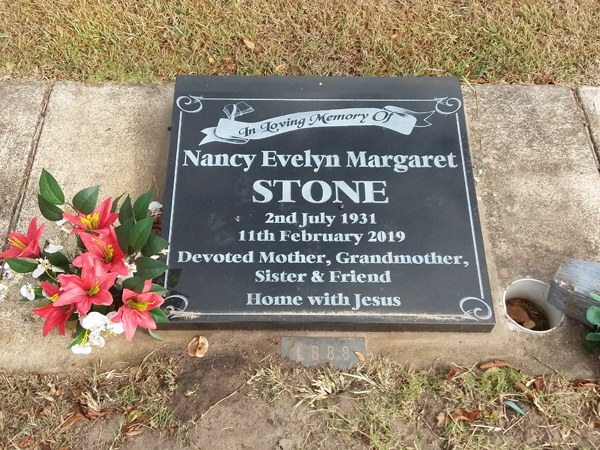 In Loving Memory Of
Nancy Evelyn Margaret
STONE
2nd July 1931
11th February 2019
Devoted Mother, Grandmother,
Sister & Friend
Home with Jesus